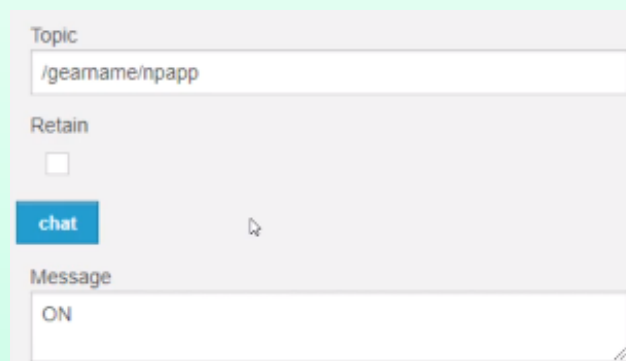 Topic
/gearname/npapp
Retain
chat
Message
ON